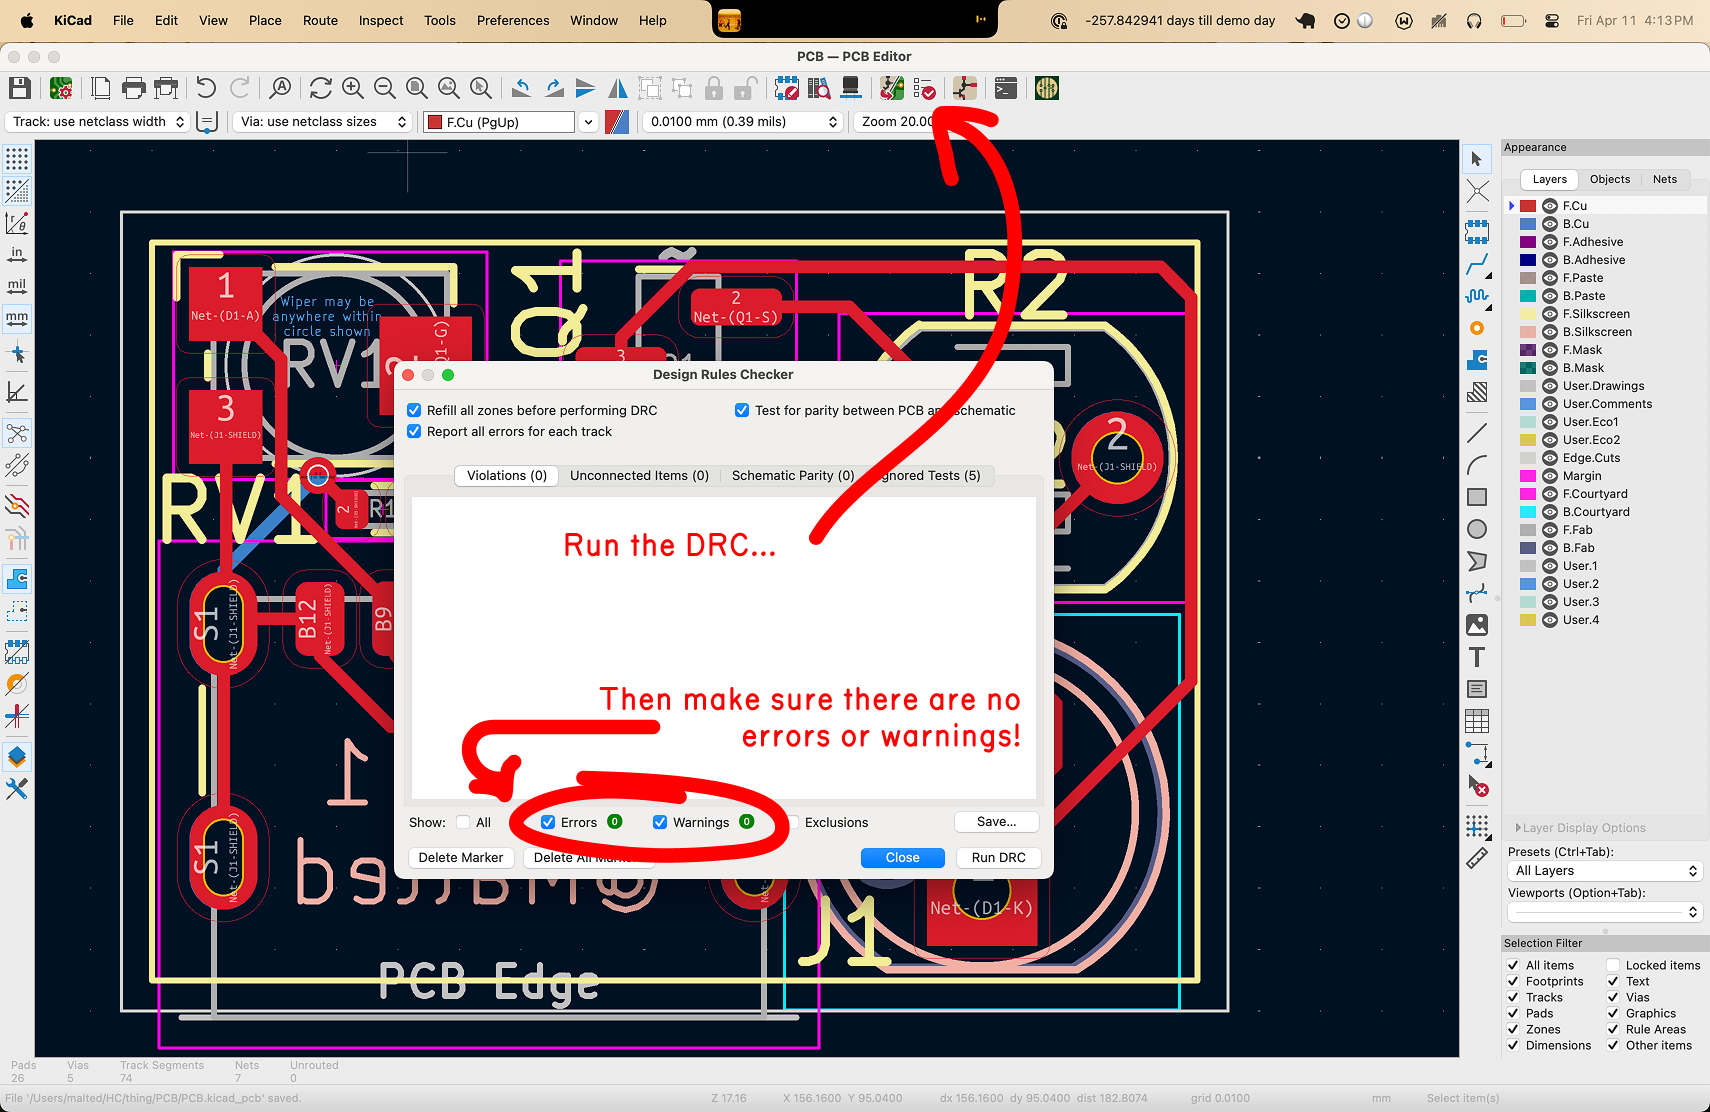 KiCad File Edit View Place Route Inspect Tools Preferences Window Help -257.842941 days till demo day Fri Apr 11 4:13 PM
PCB — PCB Editor
Track: use netclass width Via: use netclass sizes F.Cu (PgUp) 0.0100 mm (0.39 mils) Zoom 20.00
in
mil
mm
1
Net-(D1-A)
Wiper may be
anywhere within
circle shown
RV1
Q1
2
Net-(Q1-S)
R2
3
Net-(J1-SHIELD)
3
2
Net-(J1-SHIELD)
RV1
2
R1
S1
Net-(J1-SHIELD)
B12
Net-(J1-SHIELD)
B9
1
S1
Net-(J1-SHIELD)
@Malted
J1
Net-(D1-K)
PCB Edge
Design Rules Checker
Refill all zones before performing DRC
Test for parity between PCB and schematic
Report all errors for each track
Violations (0) Unconnected Items (0) Schematic Parity (0) Ignored Tests (5)
Run the DRC...
Then make sure there are no
errors or warnings!
Show: All Errors 0 Warnings 0 Exclusions Save...
Delete Marker Delete All Markers Close Run DRC
Appearance
Layers Objects Nets
F.Cu
B.Cu
F.Adhesive
B.Adhesive
F.Paste
B.Paste
F.Silkscreen
B.Silkscreen
F.Mask
B.Mask
User.Drawings
User.Comments
User.Eco1
User.Eco2
Edge.Cuts
Margin
F.Courtyard
B.Courtyard
F.Fab
B.Fab
User.1
User.2
User.3
User.4
Layer Display Options
Presets (Ctrl+Tab):
All Layers
Viewports (Option+Tab):
Selection Filter
All items Locked items
Footprints Text
Tracks Vias
Pads Graphics
Zones Rule Areas
Dimensions Other items
Pads Vias Track Segments Nets Unrouted
26 5 74 7 0
File '/Users/malted/HC/thing/PCB/PCB.kicad_pcb' saved. Z 17.16 X 156.1600 Y 95.0400 dx 156.1600 dy 95.0400 dist 182.8074 grid 0.0100 mm Select item(s)